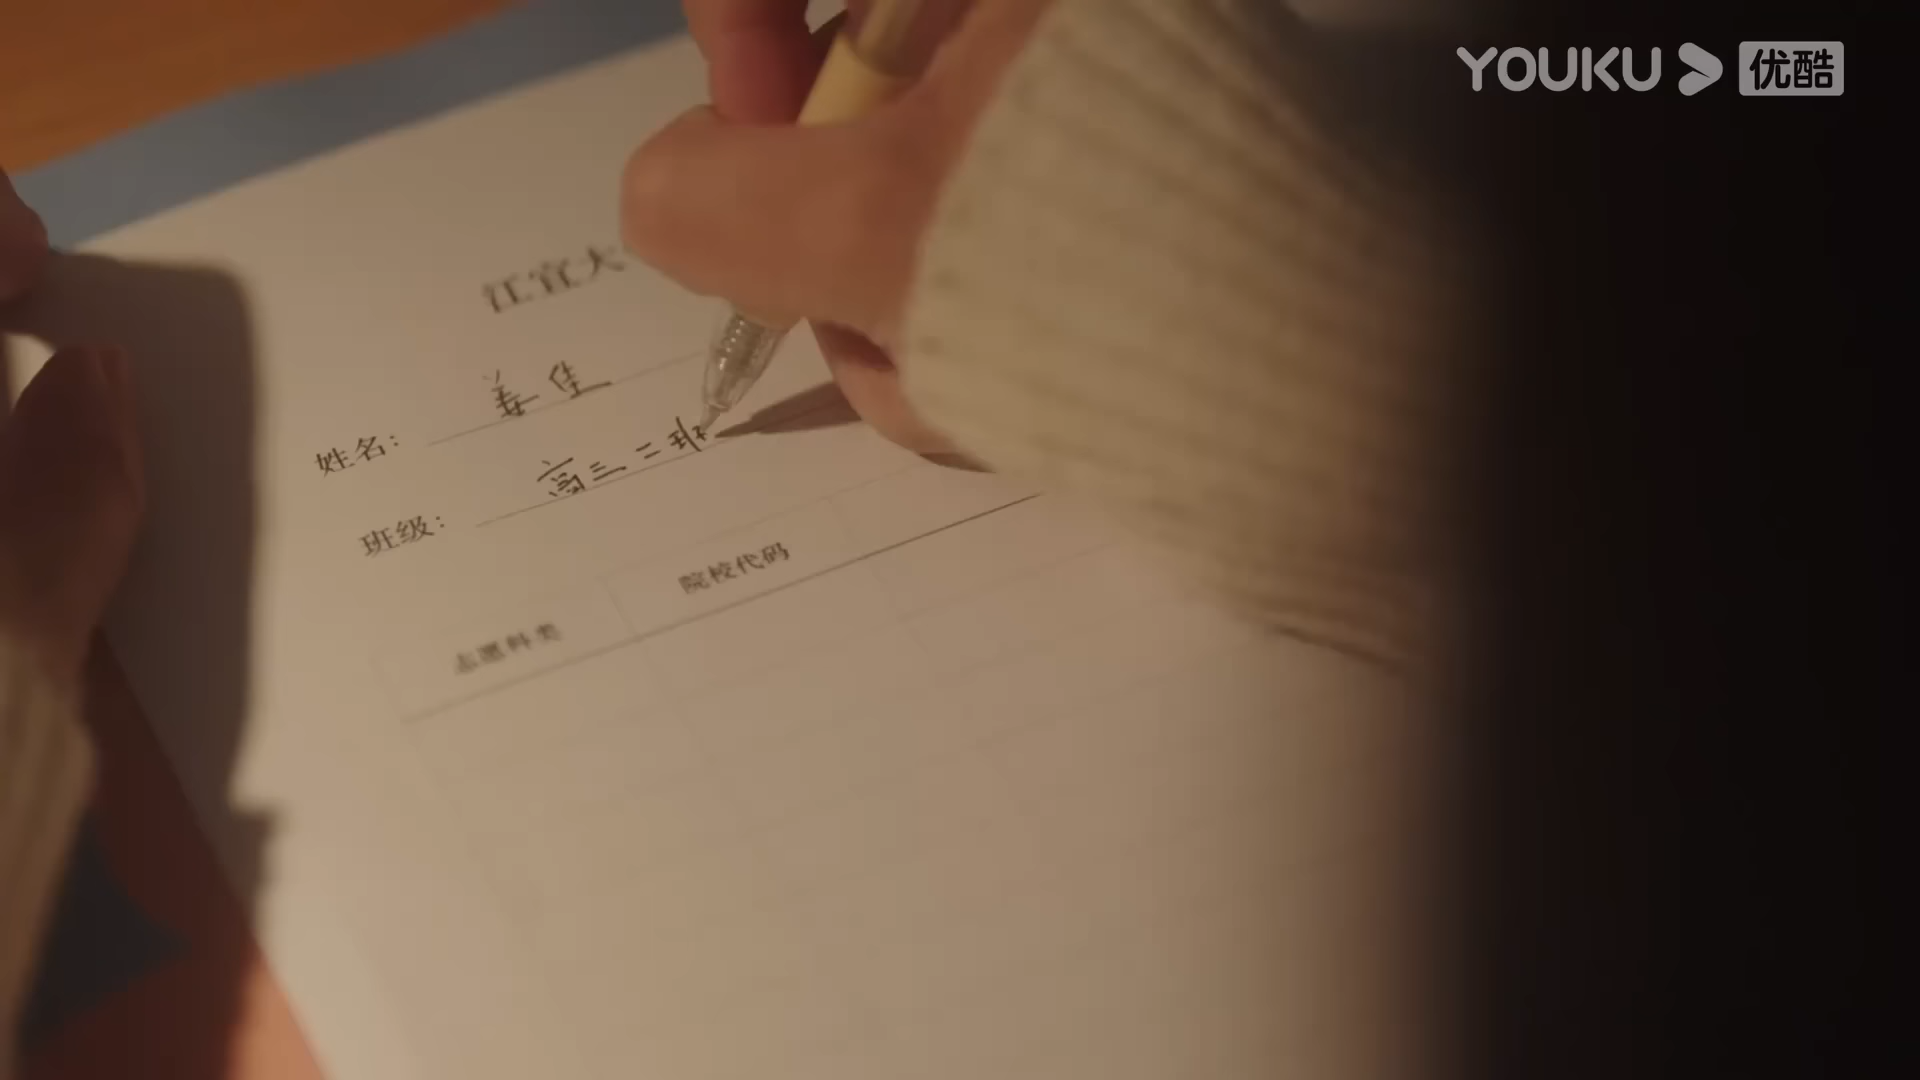 YOUKU 优酷
江宜大
姓名： 姜生
班级： 高三二班
院校代码
志愿科类